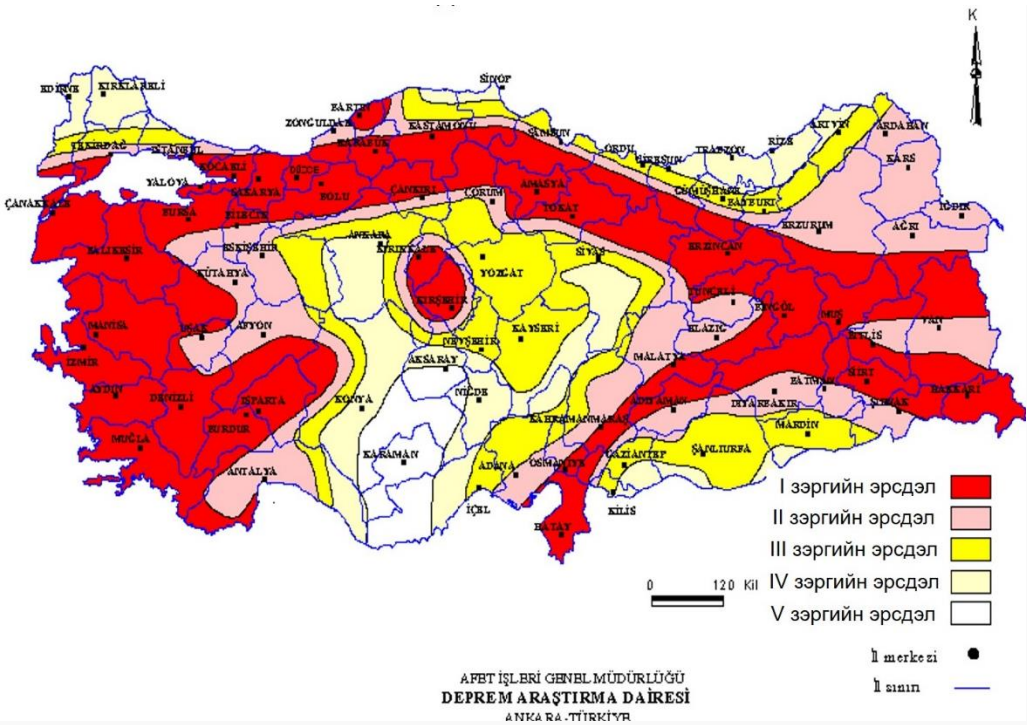 K
SİNOP
EDİRNE
KIRKLARELİ
BARTIN
ZONGULDAK
KASTAMONU
SAMSUN
ARTVİN
ARDAHAN
TEKİRDAĞ
İSTANBUL
KARABÜK
ORDU
GİRESUN
TRABZON
RİZE
KARS
KOCAELİ
YALOVA
SAKARYA
DÜZCE
BOLU
ÇANKIRI
ÇORUM
AMASYA
TOKAT
GÜMÜŞHANE
BAYBURT
ÇANAKKALE
BURSA
BİLECİK
ERZURUM
IĞDIR
AĞRI
BALIKESİR
ESKİŞEHİR
ANKARA
KIRIKKALE
YOZGAT
SİVAS
ERZİNCAN
KÜTAHYA
KIRŞEHİR
TUNCELİ
BİNGÖL
MUŞ
VAN
MANİSA
UŞAK
AFYON
KAYSERİ
ELAZIĞ
BİTLİS
İZMİR
NEVŞEHİR
AKSARAY
MALATYA
SİİRT
AYDIN
DENİZLİ
ISPARTA
KONYA
NİĞDE
ADIYAMAN
DİYARBAKIR
BATMAN
ŞIRNAK
HAKKARİ
BURDUR
KAHRAMANMARAŞ
MUĞLA
MARDİN
KARAMAN
GAZİANTEP
ŞANLIURFA
ANTALYA
ADANA
OSMANİYE
İÇEL
KİLİS
HATAY
I зэргийн эрсдэл
II зэргийн эрсдэл
III зэргийн эрсдэл
IV зэргийн эрсдэл
V зэргийн эрсдэл
0 120 Kil
İl merkezi
İl sınırı
AFET İŞLERİ GENEL MÜDÜRLÜĞÜ
DEPREM ARAŞTIRMA DAİRESİ
ANKARA-TÜRKİYE